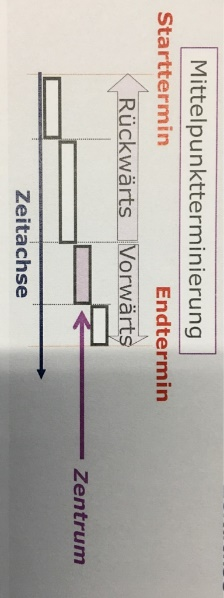 Mittelpunktterminierung
Starttermin
Endtermin
Rückwärts
Vorwärts
Zentrum
Zeitachse